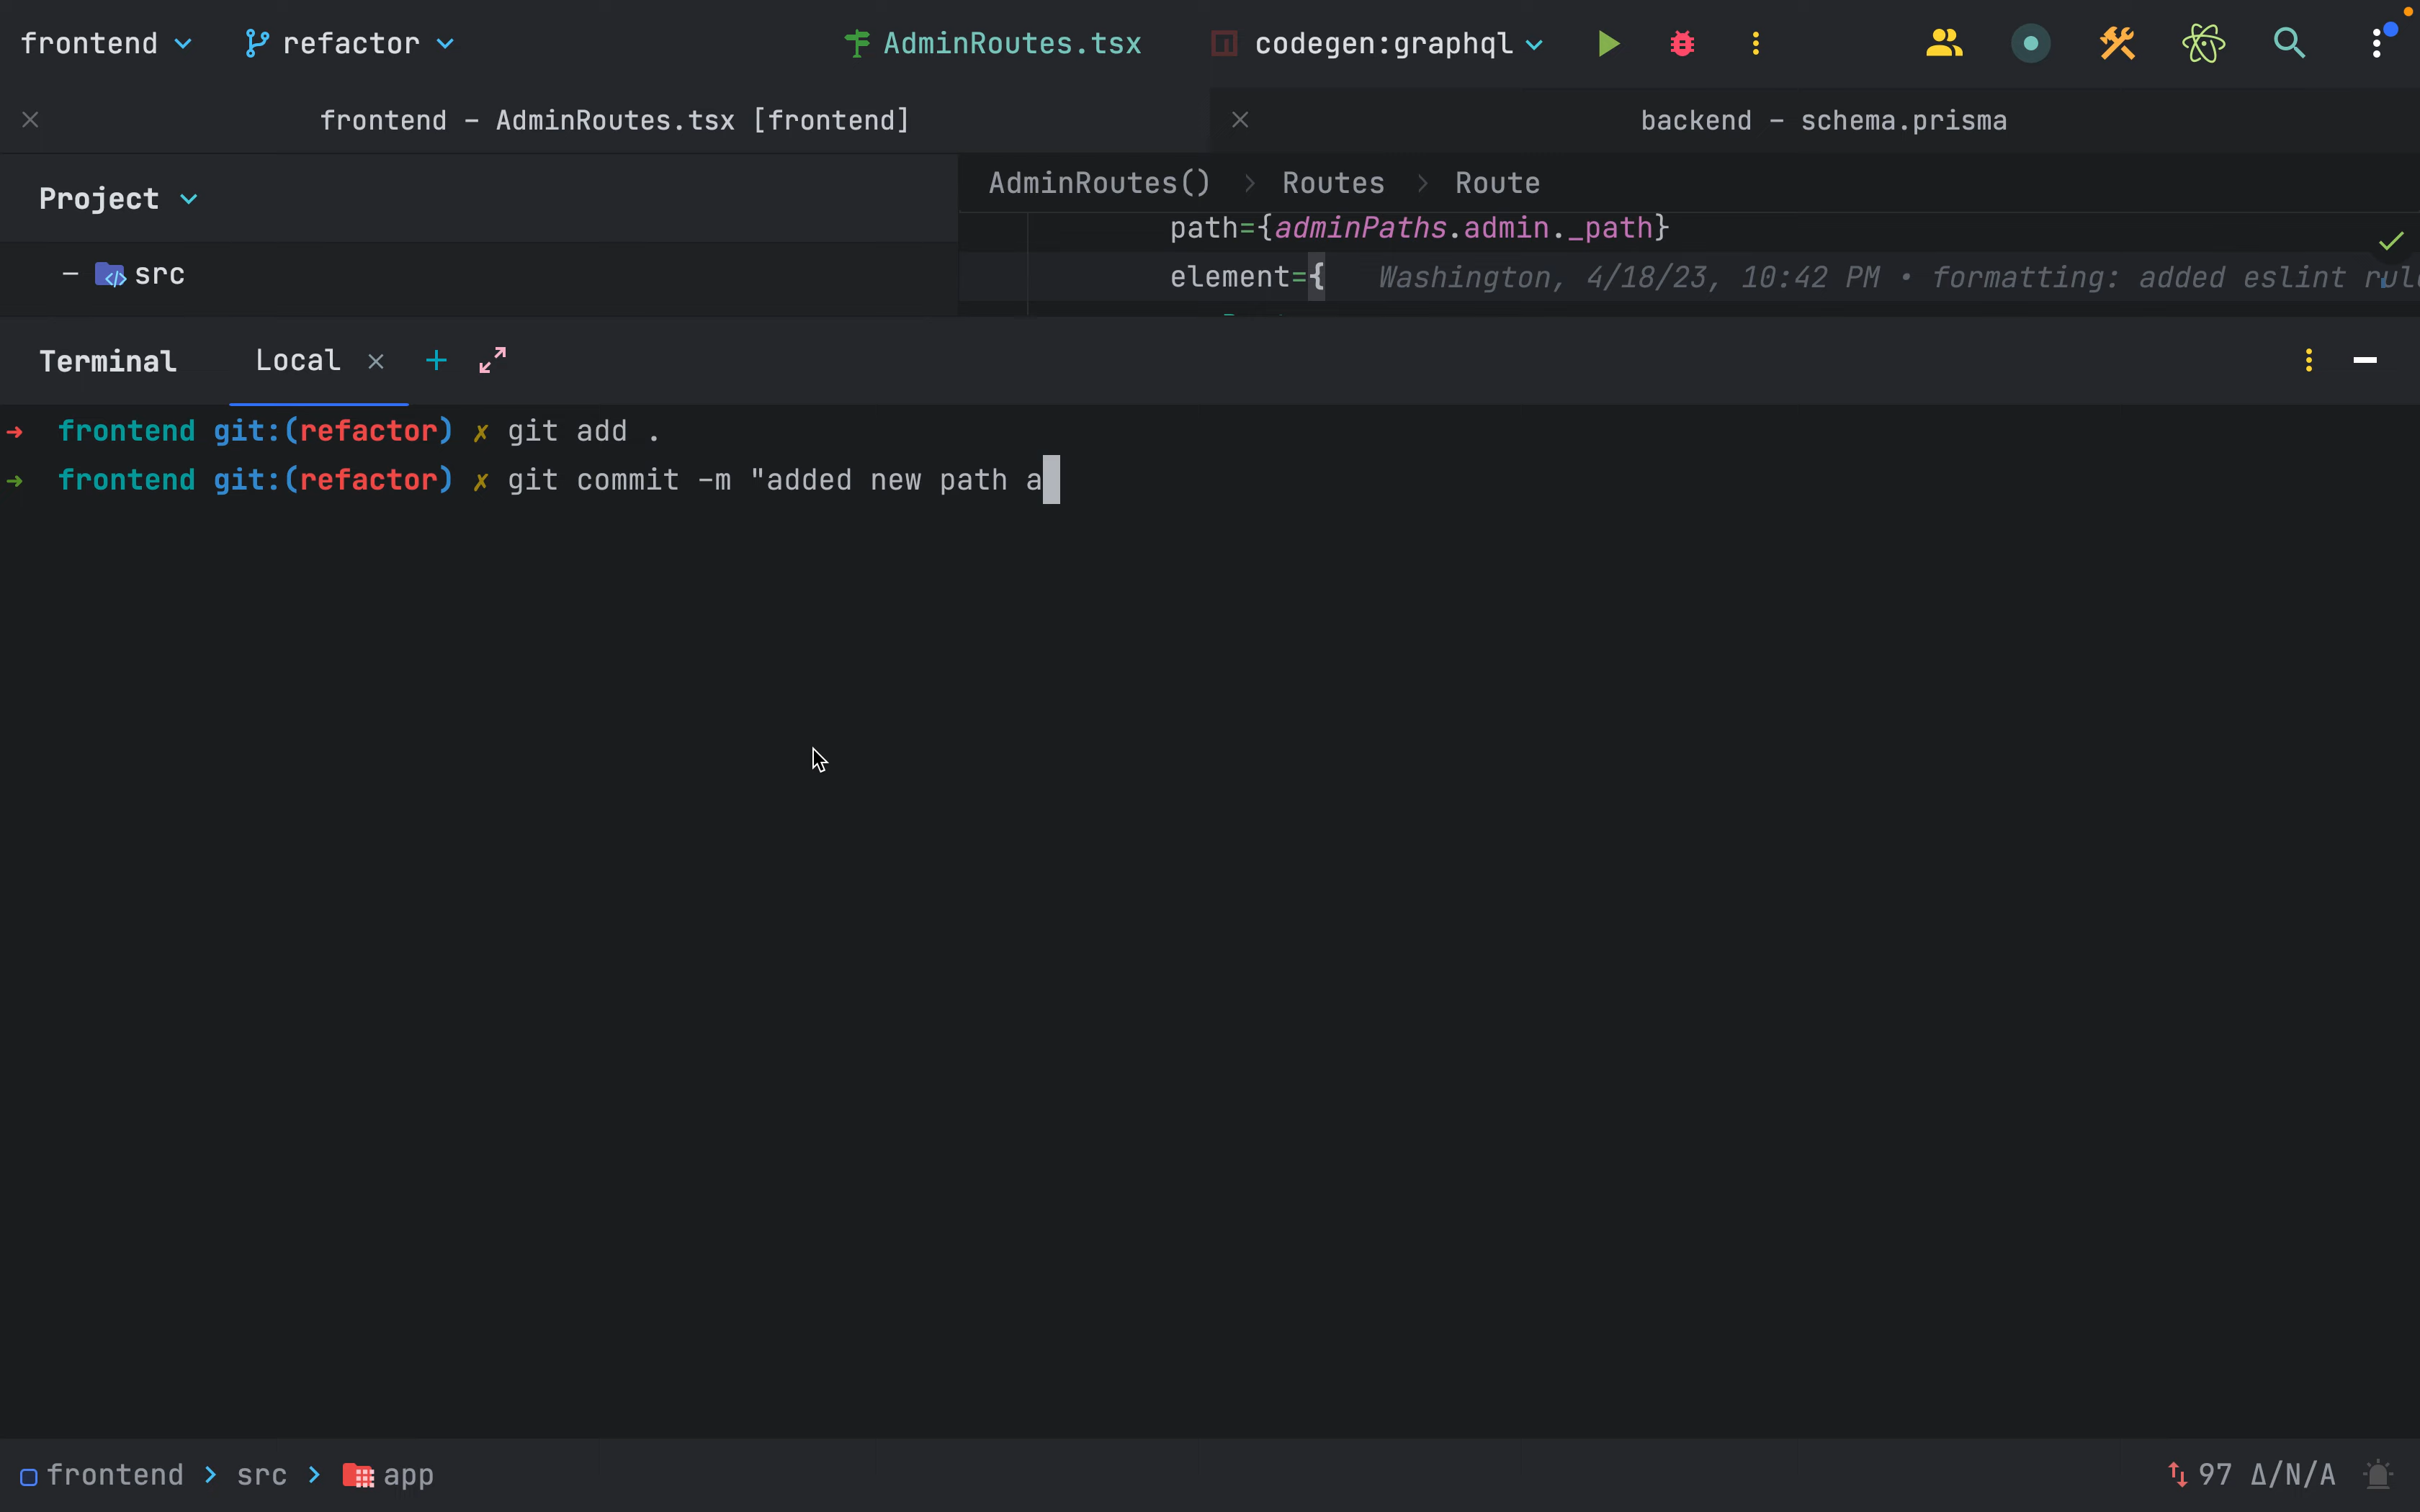 frontend refactor AdminRoutes.tsx codegen:graphql
frontend – AdminRoutes.tsx [frontend] backend – schema.prisma
Project
AdminRoutes() > Routes > Route
path={adminPaths.admin._path}
src
element={ Washington, 4/18/23, 10:42 PM • formatting: added eslint
Terminal Local
→ frontend git:(refactor) ✗ git add .
→ frontend git:(refactor) ✗ git commit -m "added new path a
frontend > src > app
97 Δ/N/A